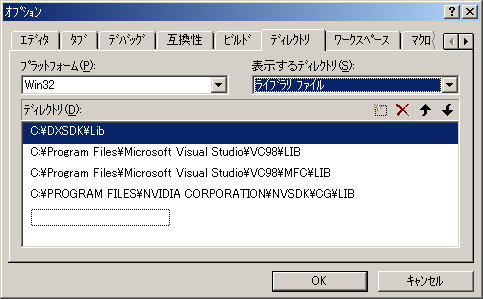 オプション
エディタ タブ デバッグ 互換性 ビルド ディレクトリ ワークスペース マクロ
プラットフォーム(P): 表示するディレクトリ(S):
Win32 ライブラリ ファイル
ディレクトリ(D):
C:¥DXSDK¥Lib
C:¥Program Files¥Microsoft Visual Studio¥VC98¥LIB
C:¥Program Files¥Microsoft Visual Studio¥VC98¥MFC¥LIB
C:¥PROGRAM FILES¥NVIDIA CORPORATION¥NVSDK¥CG¥LIB
OK キャンセル